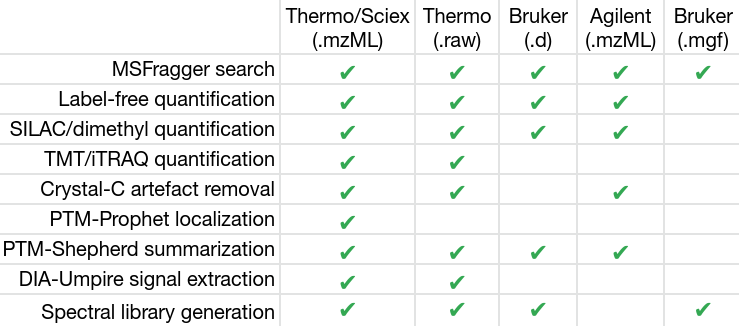 Thermo/Sciex Thermo Bruker Agilent Bruker
(.mzML) (.raw) (.d) (.mzML) (.mgf)
MSFragger search ✔ ✔ ✔ ✔ ✔
Label-free quantification ✔ ✔ ✔ ✔
SILAC/dimethyl quantification ✔ ✔ ✔ ✔
TMT/iTRAQ quantification ✔ ✔
Crystal-C artefact removal ✔ ✔ ✔
PTM-Prophet localization ✔
PTM-Shepherd summarization ✔ ✔ ✔ ✔
DIA-Umpire signal extraction ✔ ✔
Spectral library generation ✔ ✔ ✔ ✔